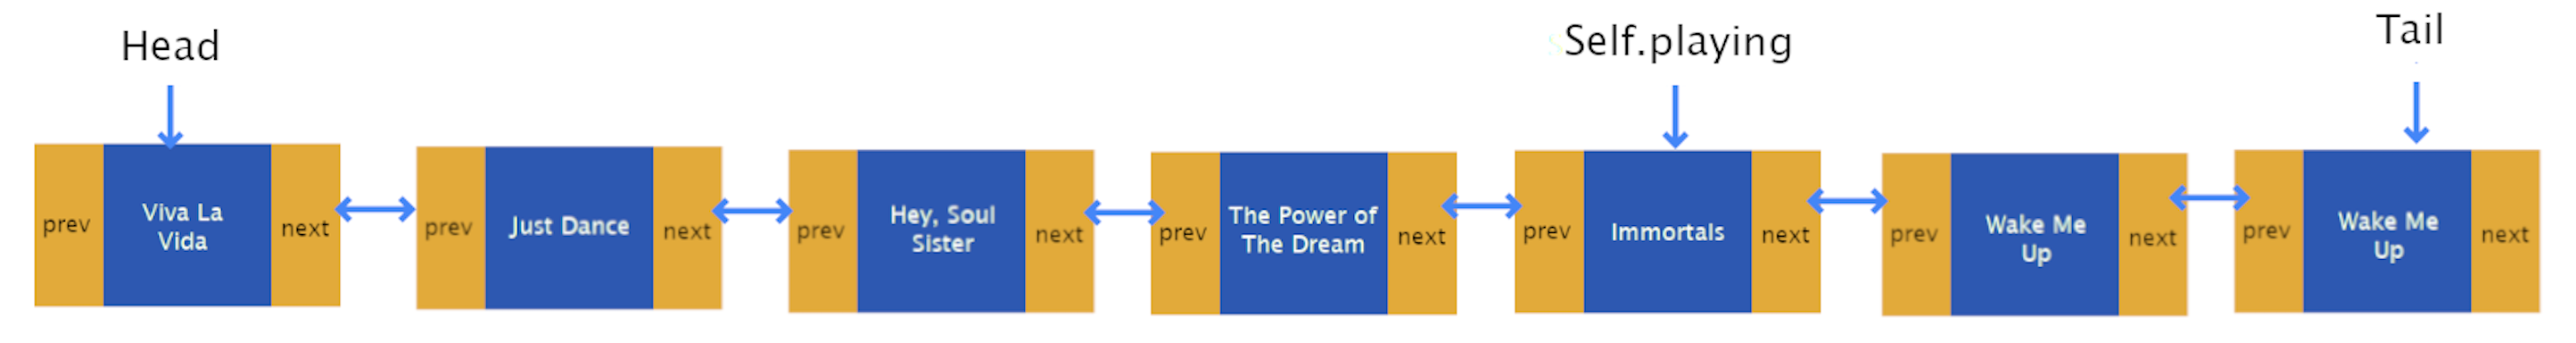 Head
Self.playing
Tail
prev
Viva La
Vida
next
prev
Just Dance
next
prev
Hey, Soul
Sister
next
prev
The Power of
The Dream
next
prev
Immortals
next
prev
Wake Me
Up
next
prev
Wake Me
Up
next